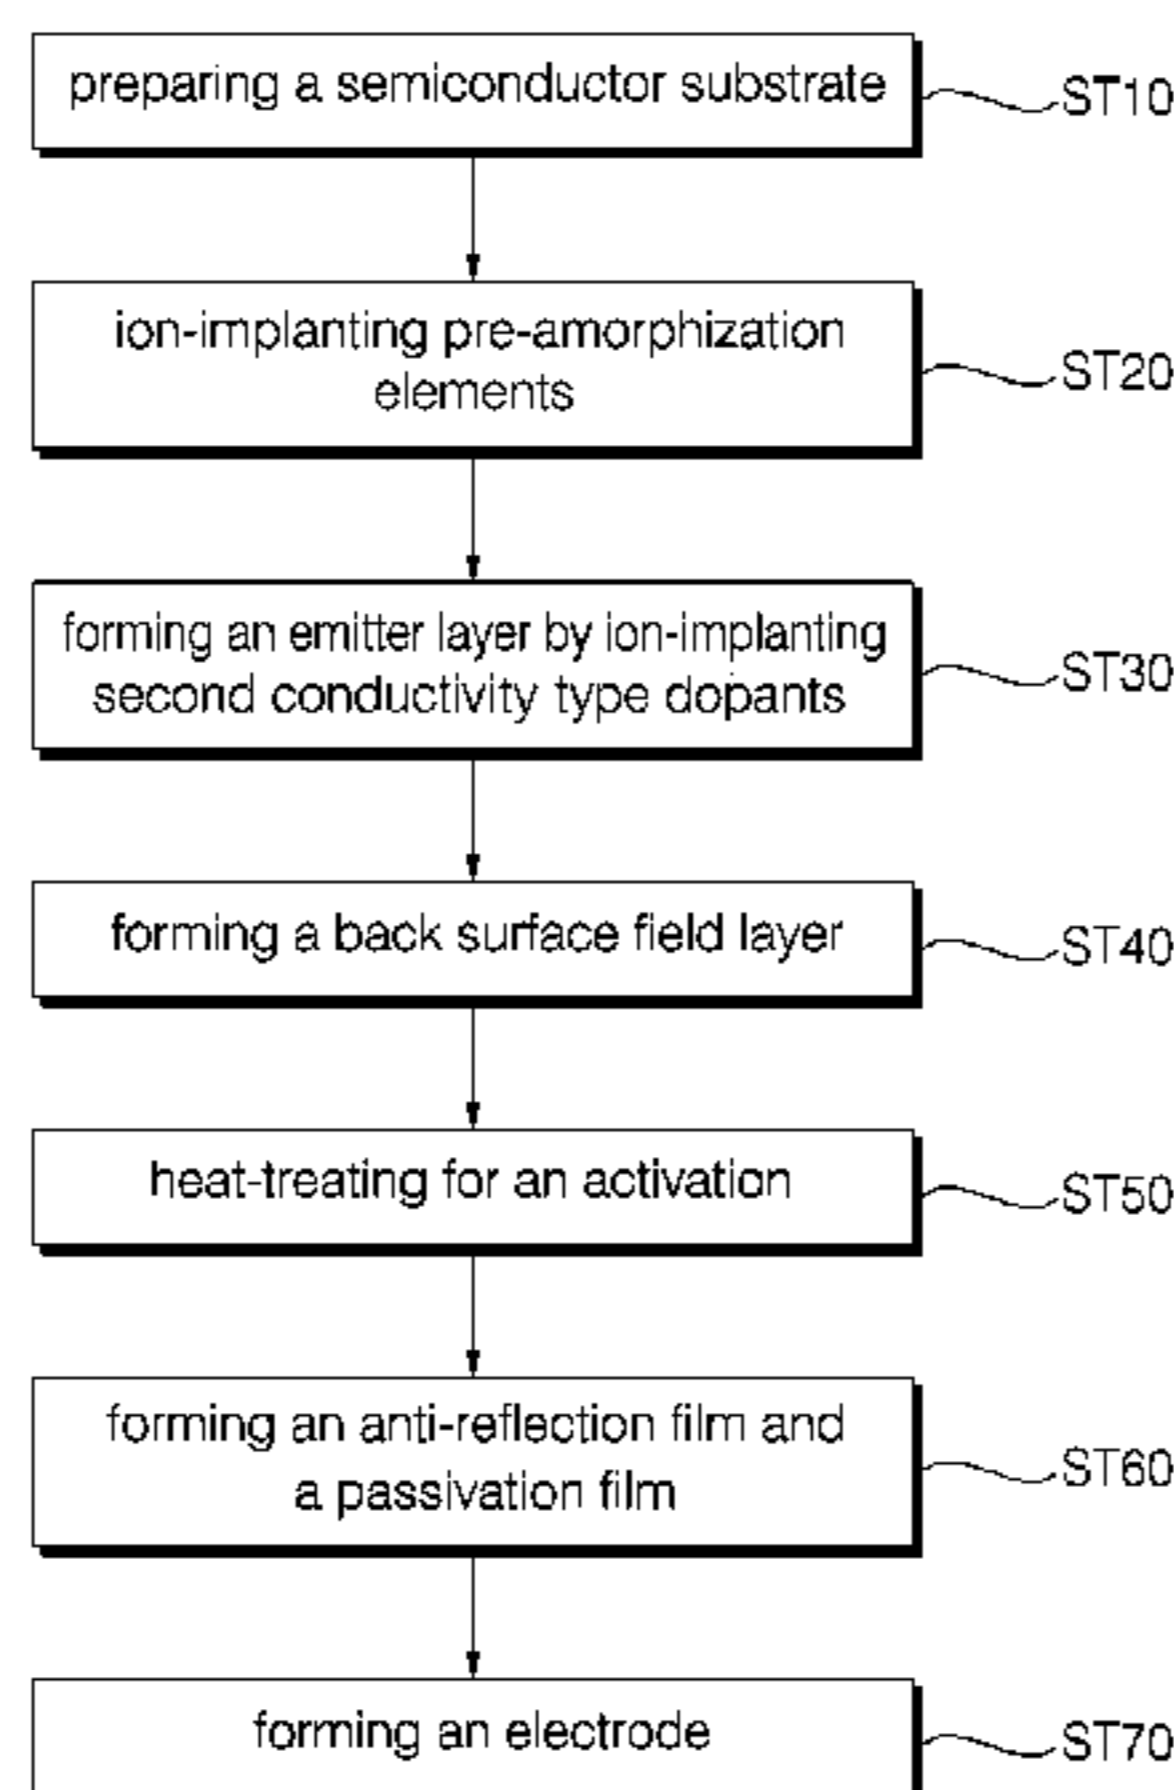 preparing a semiconductor substrate
ST10
ion-implanting pre-amorphization
elements
ST20
forming an emitter layer by ion-implanting
second conductivity type dopants
ST30
forming a back surface field layer
ST40
heat-treating for an activation
ST50
forming an anti-reflection film and
a passivation film
ST60
forming an electrode
ST70